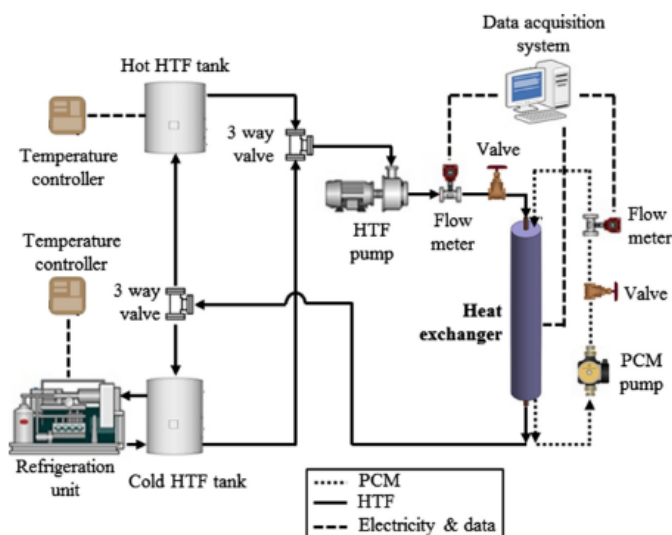 Data acquisition
system
Hot HTF tank
3 way
valve
Temperature
controller
Valve
Flow
meter
HTF
pump
Flow
meter
Temperature
controller
3 way
valve
Heat
exchanger
Valve
PCM
pump
Refrigeration
unit
Cold HTF tank
PCM
HTF
Electricity & data